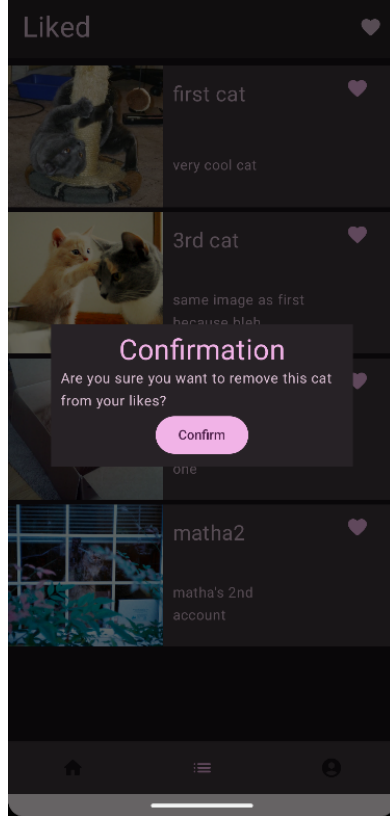 Liked
first cat
very cool cat
3rd cat
same image as first
because bleh
Confirmation
Are you sure you want to remove this cat
from your likes?
Confirm
one
matha2
matha's 2nd
account